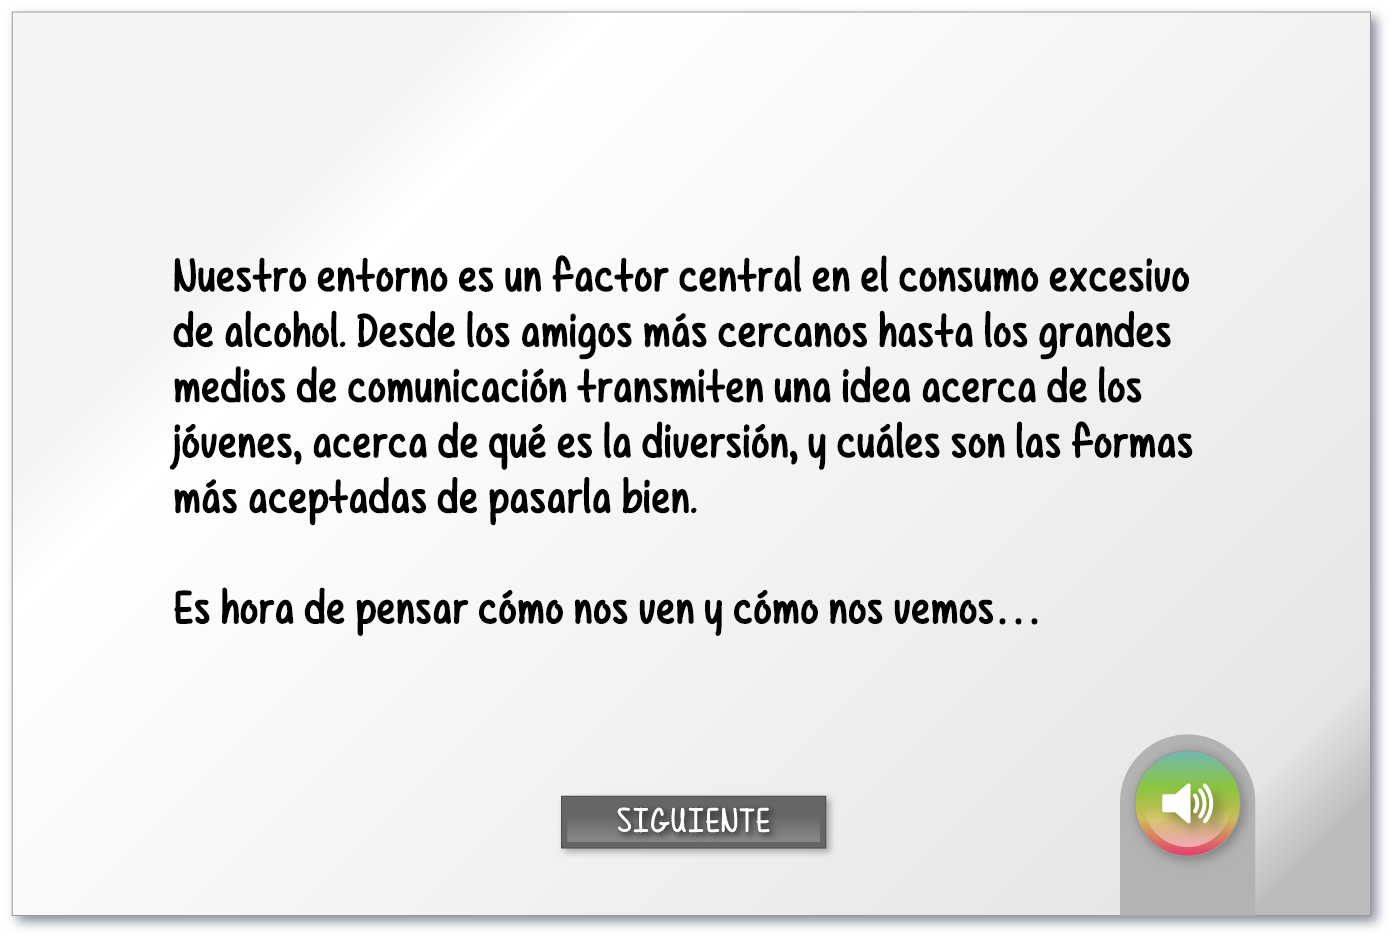 Nuestro entorno es un factor central en el consumo excesivo
de alcohol. Desde los amigos más cercanos hasta los grandes
medios de comunicación transmiten una idea acerca de los
jóvenes, acerca de qué es la diversión, y cuáles son las formas
más aceptadas de pasarla bien.
Es hora de pensar cómo nos ven y cómo nos vemos...
SIGUIENTE